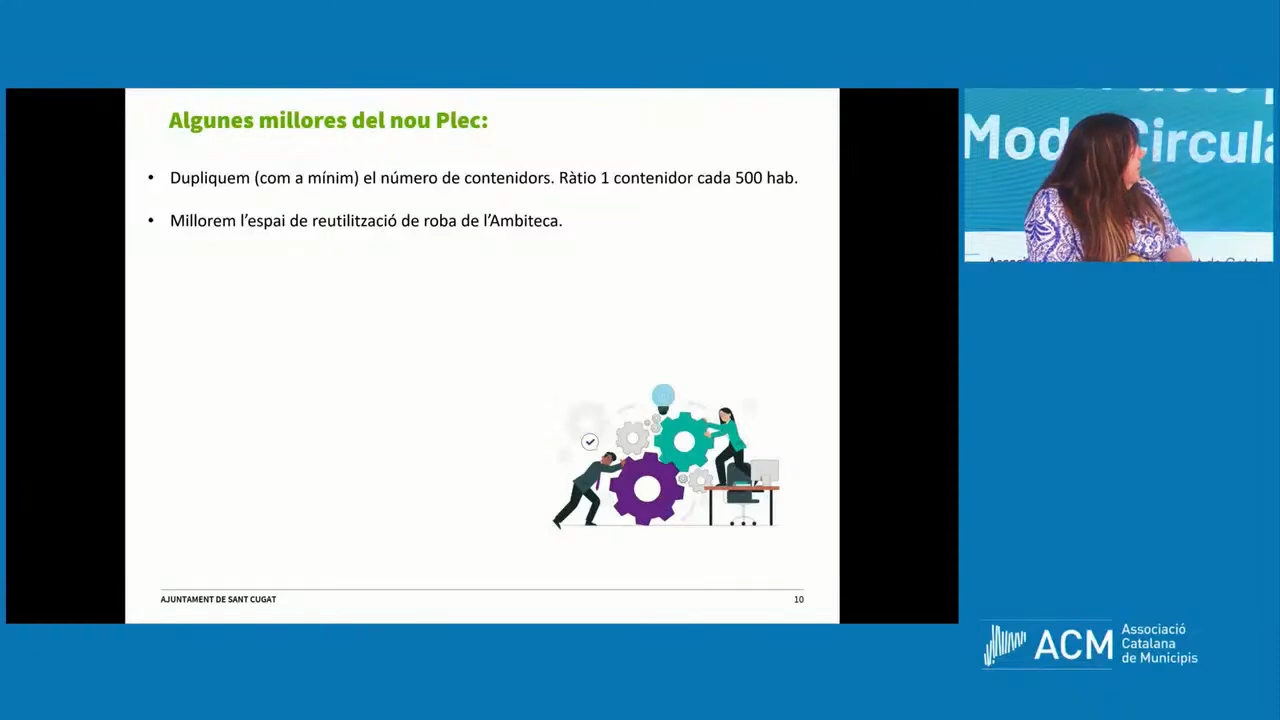 Algunes millores del nou Plec:
• Dupliquem (com a mínim) el número de contenidors. Ràtio 1 contenidor cada 500 hab.
• Millorem l’espai de reutilització de roba de l’Ambiteca.
AJUNTAMENT DE SANT CUGAT
10
Mod Circula
ACM
Associació
Catalana
de Municipis